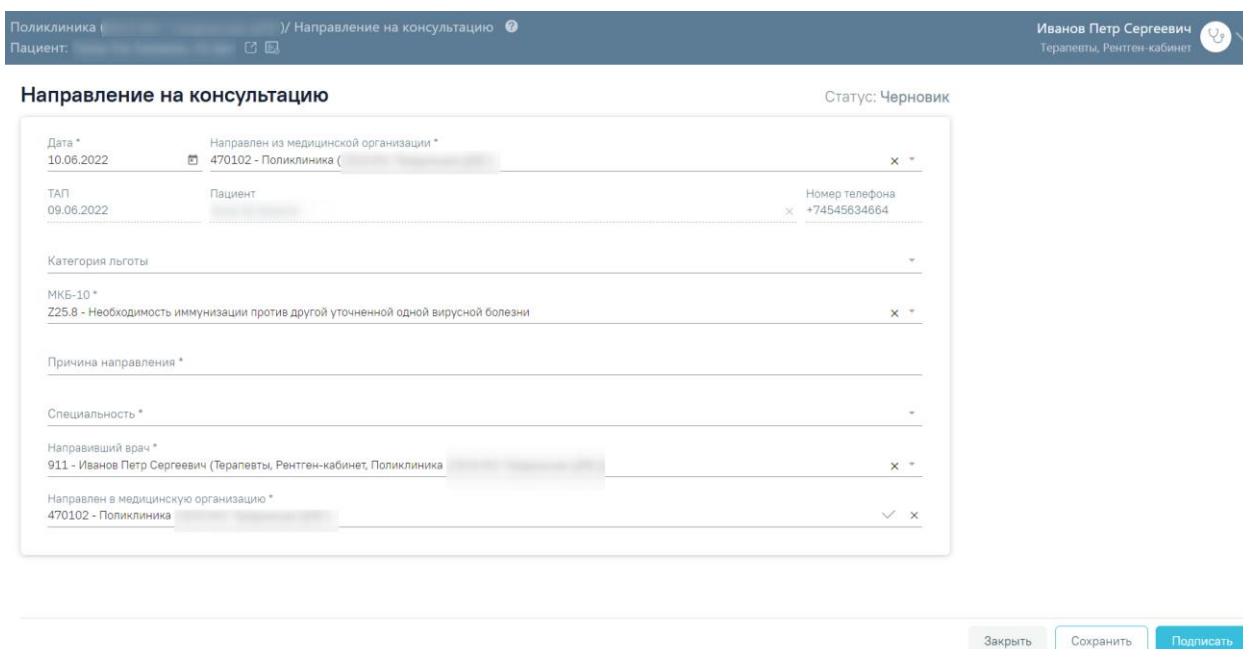 Поликлиника ( )/ Направление на консультацию ?
Иванов Петр Сергеевич
Пациент:
Терапевты, Рентген-кабинет
Направление на консультацию
Статус: Черновик
Дата *
Направлен из медицинской организации *
10.06.2022
470102 - Поликлиника (
ТАП
Пациент
Номер телефона
09.06.2022
+74545634664
Категория льготы
МКБ-10 *
Z25.8 - Необходимость иммунизации против другой уточненной одной вирусной болезни
Причина направления *
Специальность *
Направивший врач *
911 - Иванов Петр Сергеевич (Терапевты, Рентген-кабинет, Поликлиника
Направлен в медицинскую организацию *
470102 - Поликлиника
Закрыть
Сохранить
Подписать